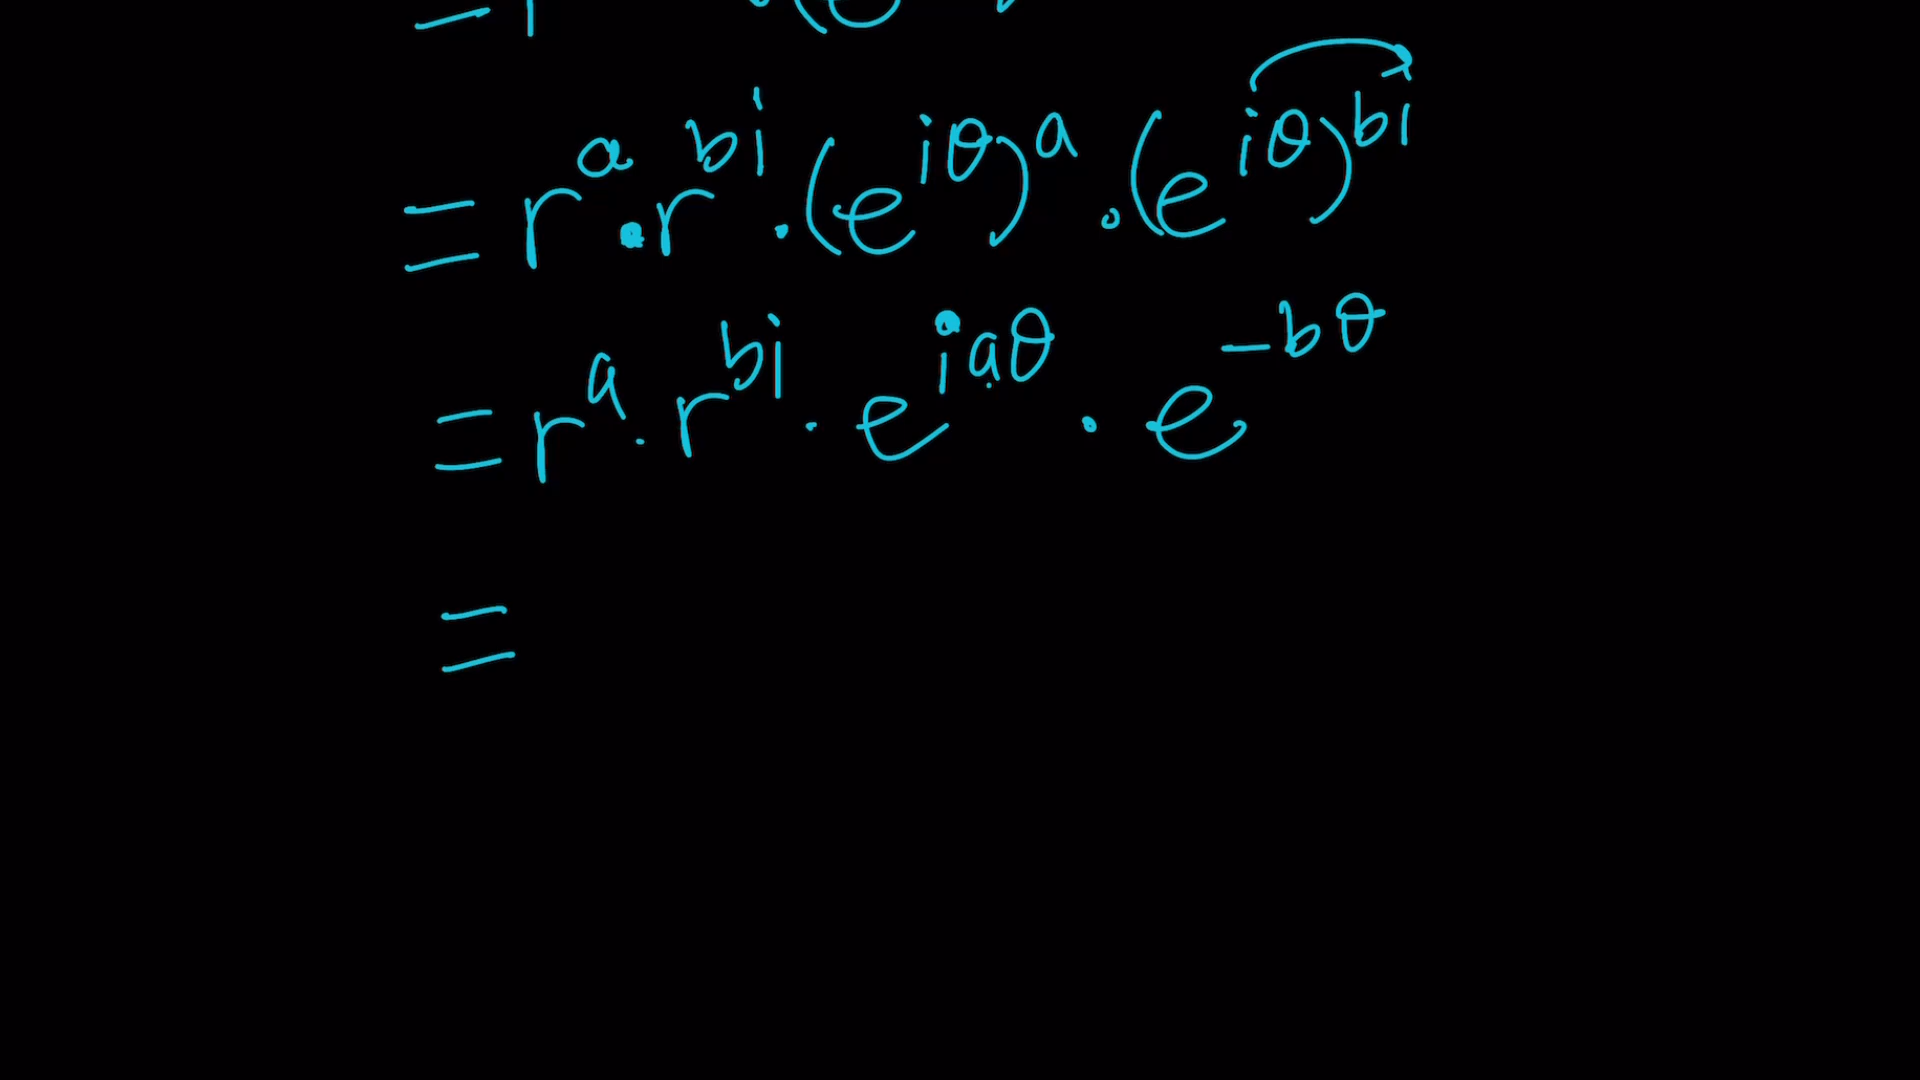 = r^a · r^{bi} · (e^{iθ})^a · (e^{iθ})^{bi}
= r^a · r^{bi} · e^{iaθ} · e^{-bθ}
=